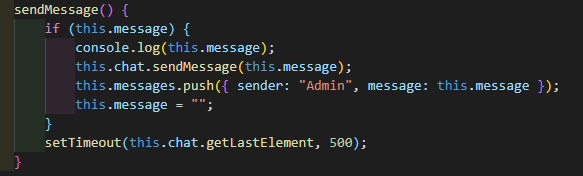 sendMessage() {
if (this.message) {
console.log(this.message);
this.chat.sendMessage(this.message);
this.messages.push({ sender: "Admin", message: this.message });
this.message = "";
}
setTimeout(this.chat.getLastElement, 500);
}